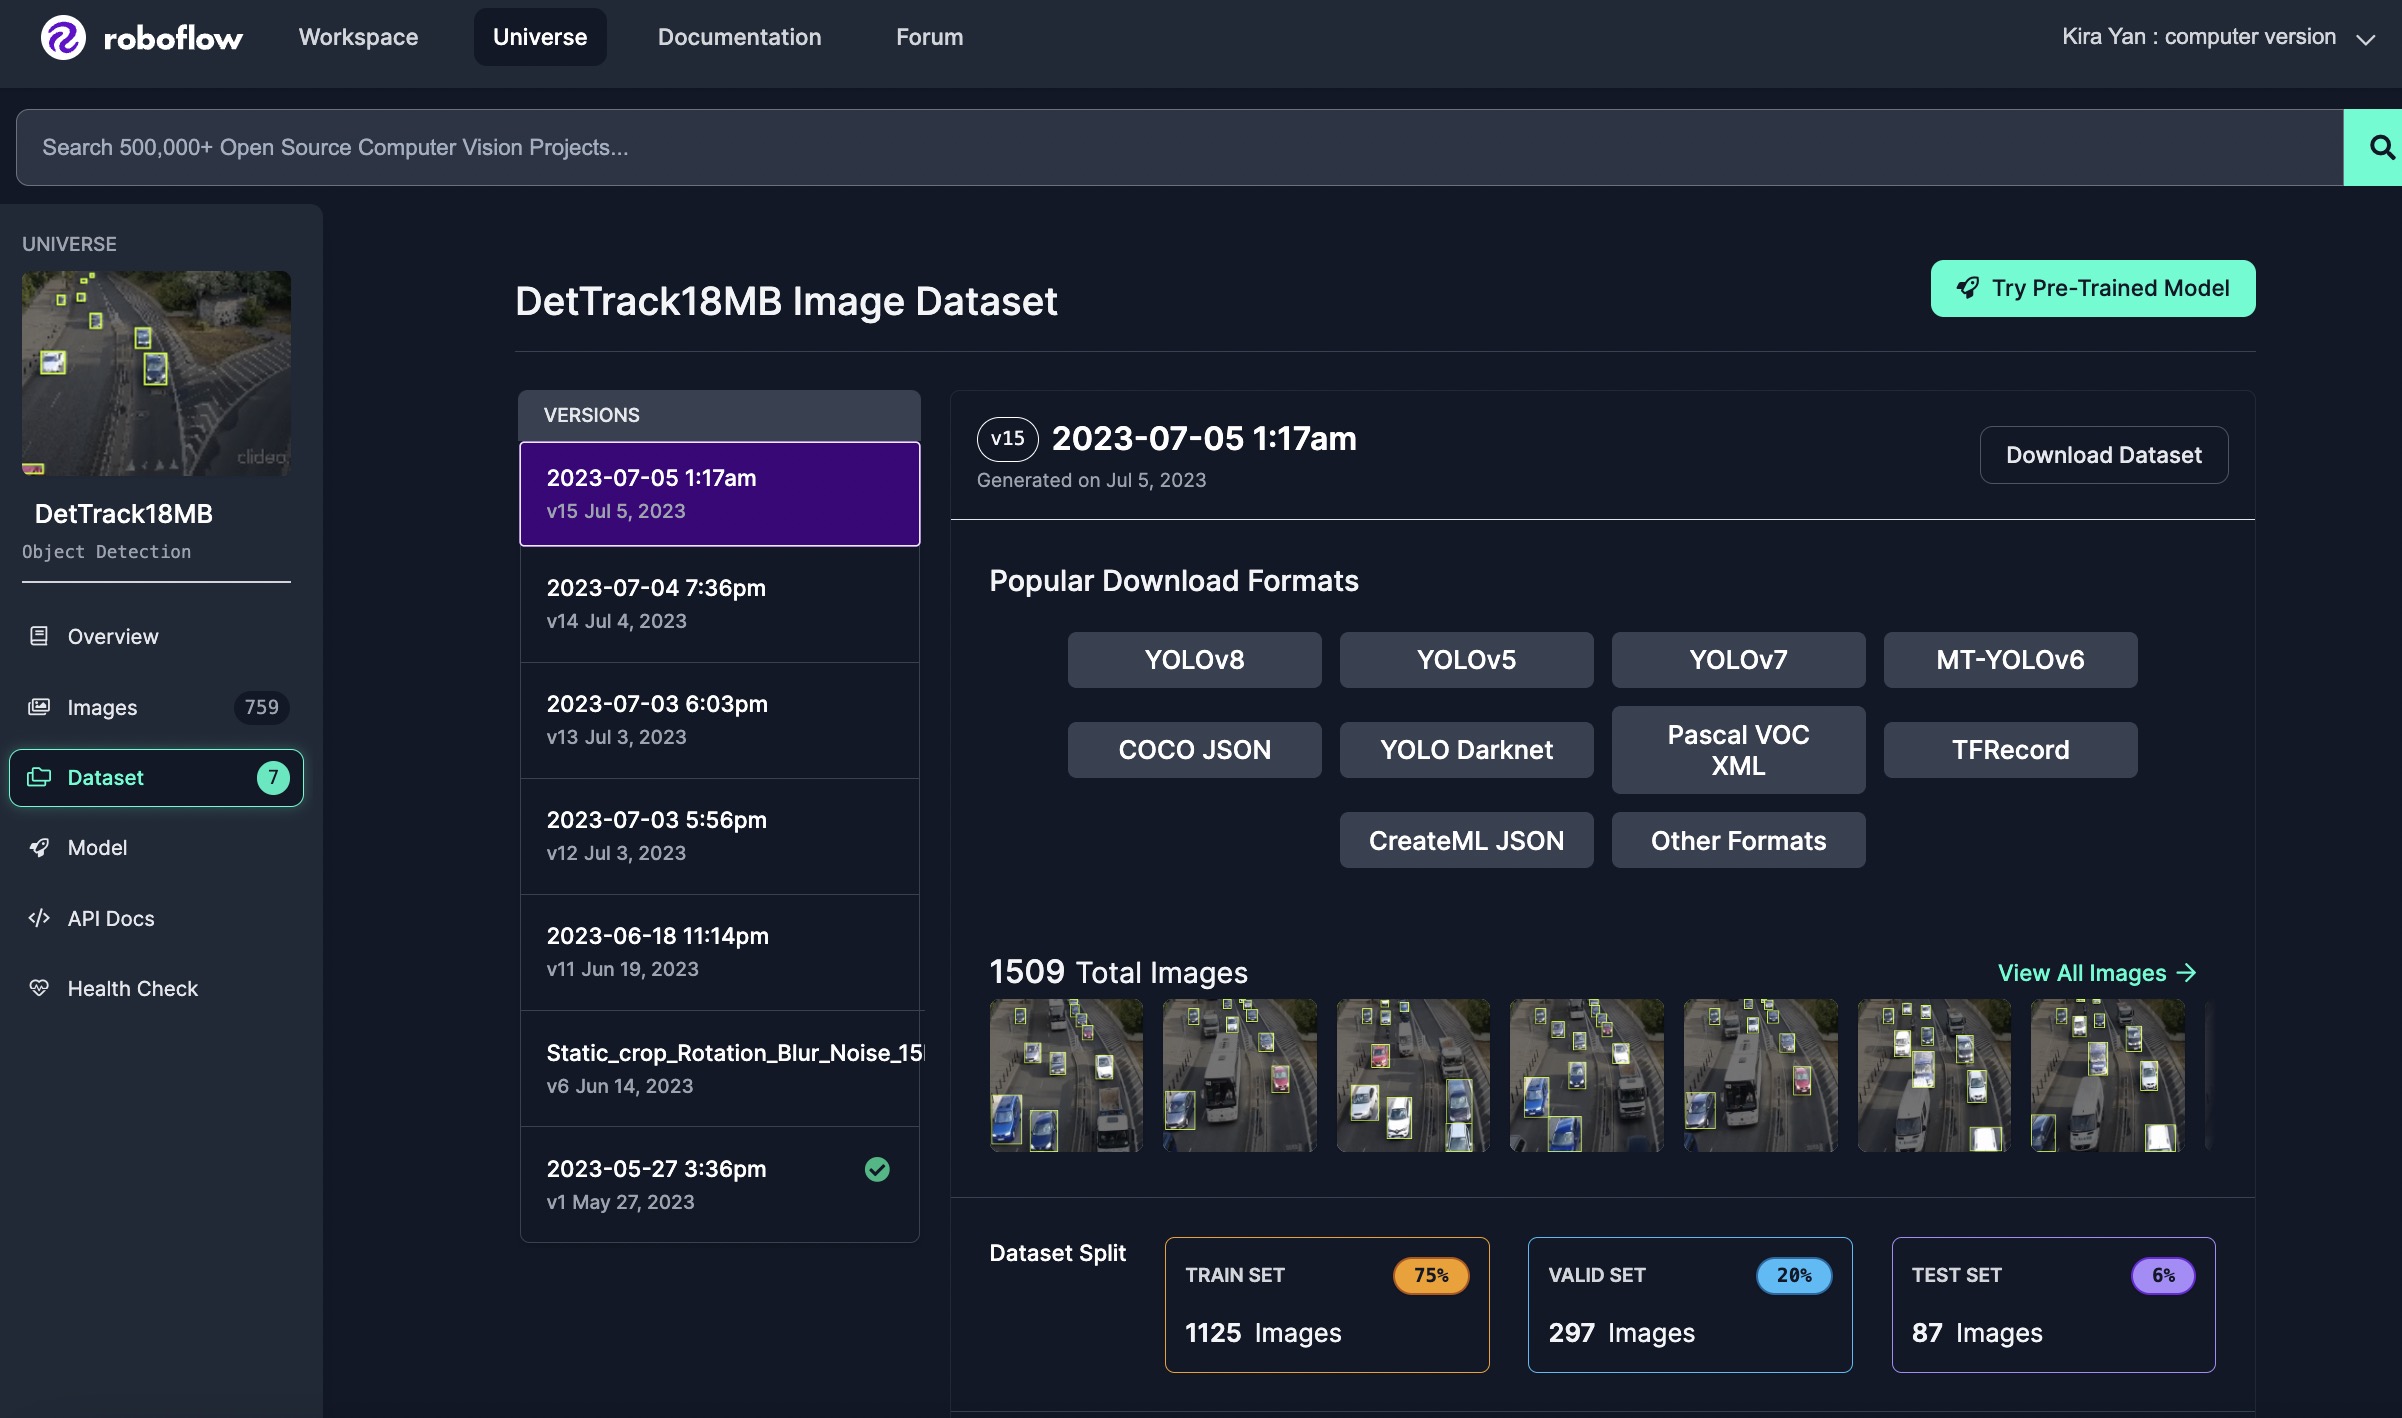 roboflow
Workspace
Universe
Documentation
Forum
Kira Yan : computer version
Search 500,000+ Open Source Computer Vision Projects...
UNIVERSE
clideo
DetTrack18MB
Object Detection
Overview
Images 759
Dataset 7
Model
API Docs
Health Check
DetTrack18MB Image Dataset
Try Pre-Trained Model
VERSIONS
2023-07-05 1:17am
v15 Jul 5, 2023
2023-07-04 7:36pm
v14 Jul 4, 2023
2023-07-03 6:03pm
v13 Jul 3, 2023
2023-07-03 5:56pm
v12 Jul 3, 2023
2023-06-18 11:14pm
v11 Jun 19, 2023
Static_crop_Rotation_Blur_Noise_15
v6 Jun 14, 2023
2023-05-27 3:36pm
v1 May 27, 2023
v15 2023-07-05 1:17am
Generated on Jul 5, 2023
Download Dataset
Popular Download Formats
YOLOv8
YOLOv5
YOLOv7
MT-YOLOv6
COCO JSON
YOLO Darknet
Pascal VOC
XML
TFRecord
CreateML JSON
Other Formats
1509 Total Images
View All Images →
Dataset Split
TRAIN SET 75%
1125 Images
VALID SET 20%
297 Images
TEST SET 6%
87 Images